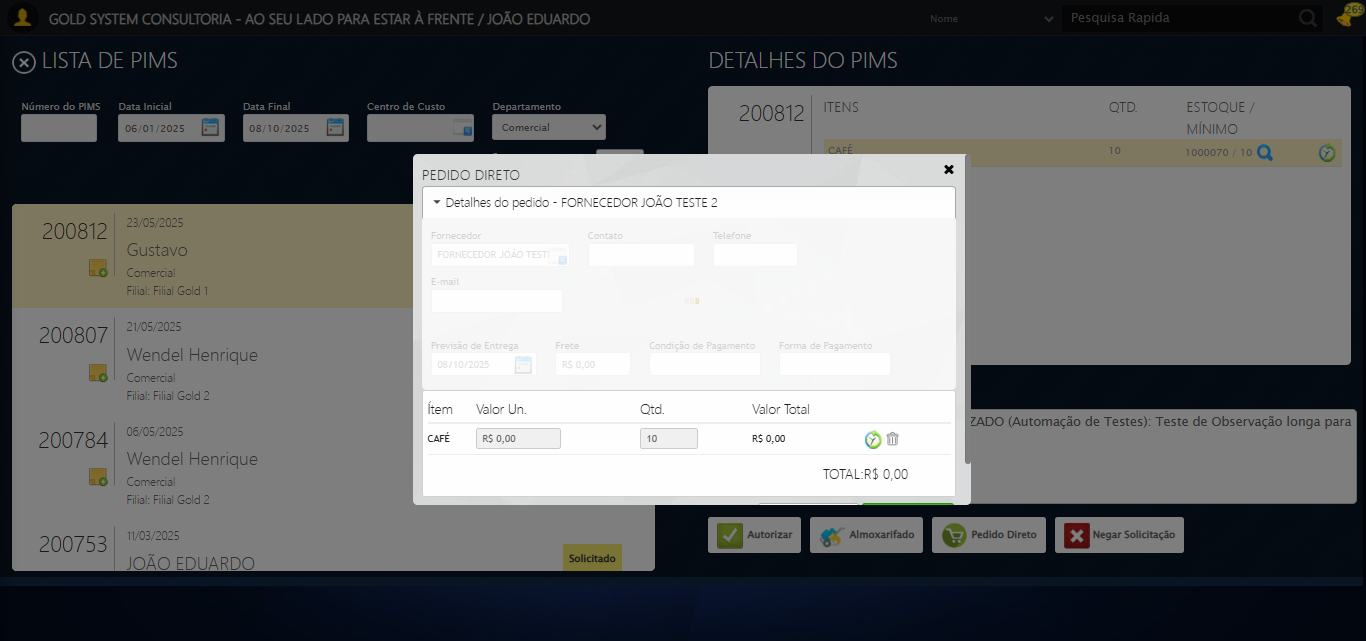 GOLD SYSTEM CONSULTORIA - AO SEU LADO PARA ESTAR À FRENTE / JOÃO EDUARDO
Nome
Pesquisa Rapida
269
LISTA DE PIMS
Número do PIMS
Data Inicial
Data Final
Centro de Custo
Departamento
06/01/2025
08/10/2025
Comercial
200812
23/05/2025
Gustavo
Comercial
Filial: Filial Gold 1
200807
21/05/2025
Wendel Henrique
Comercial
Filial: Filial Gold 2
200784
06/05/2025
Wendel Henrique
Comercial
Filial: Filial Gold 2
200753
11/03/2025
JOÃO EDUARDO
Solicitado
DETALHES DO PIMS
200812
ITENS
QTD.
ESTOQUE /
MÍNIMO
CAFÉ
10
1000070 / 10
PEDIDO DIRETO
Detalhes do pedido - FORNECEDOR JOÃO TESTE 2
Fornecedor
Contato
Telefone
FORNECEDOR JOÃO TEST
E-mail
Previsão de Entrega
Frete
Condição de Pagamento
Forma de Pagamento
08/10/2025
R$ 0,00
Ítem
Valor Un.
Qtd.
Valor Total
CAFÉ
R$ 0,00
10
R$ 0,00
TOTAL:R$ 0,00
ZADO (Automação de Testes): Teste de Observação longa para
Autorizar
Almoxarifado
Pedido Direto
Negar Solicitação